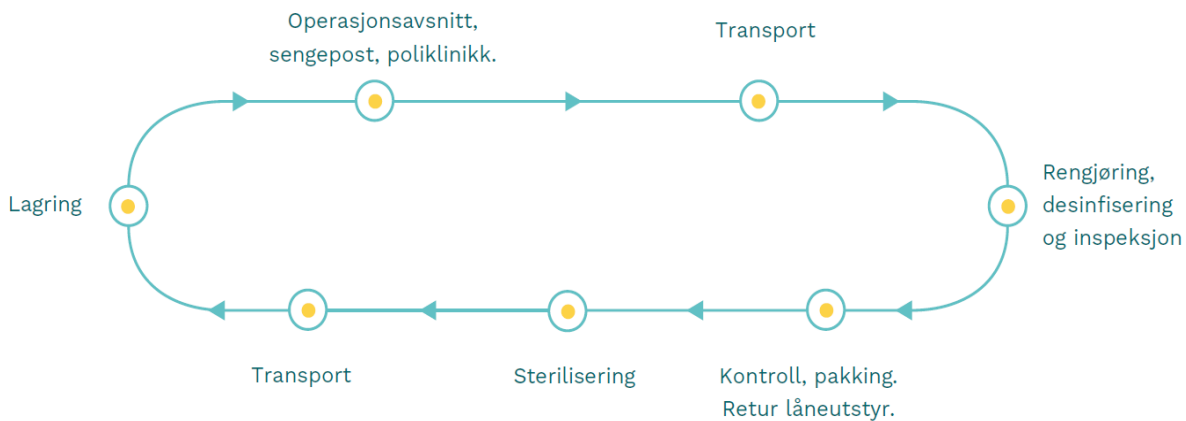 Operasjonsavsnitt,
sengepost, poliklinikk.
Transport
Lagring
Rengjøring,
desinfisering
og inspeksjon
Transport
Sterilisering
Kontroll, pakking.
Retur låneutstyr.